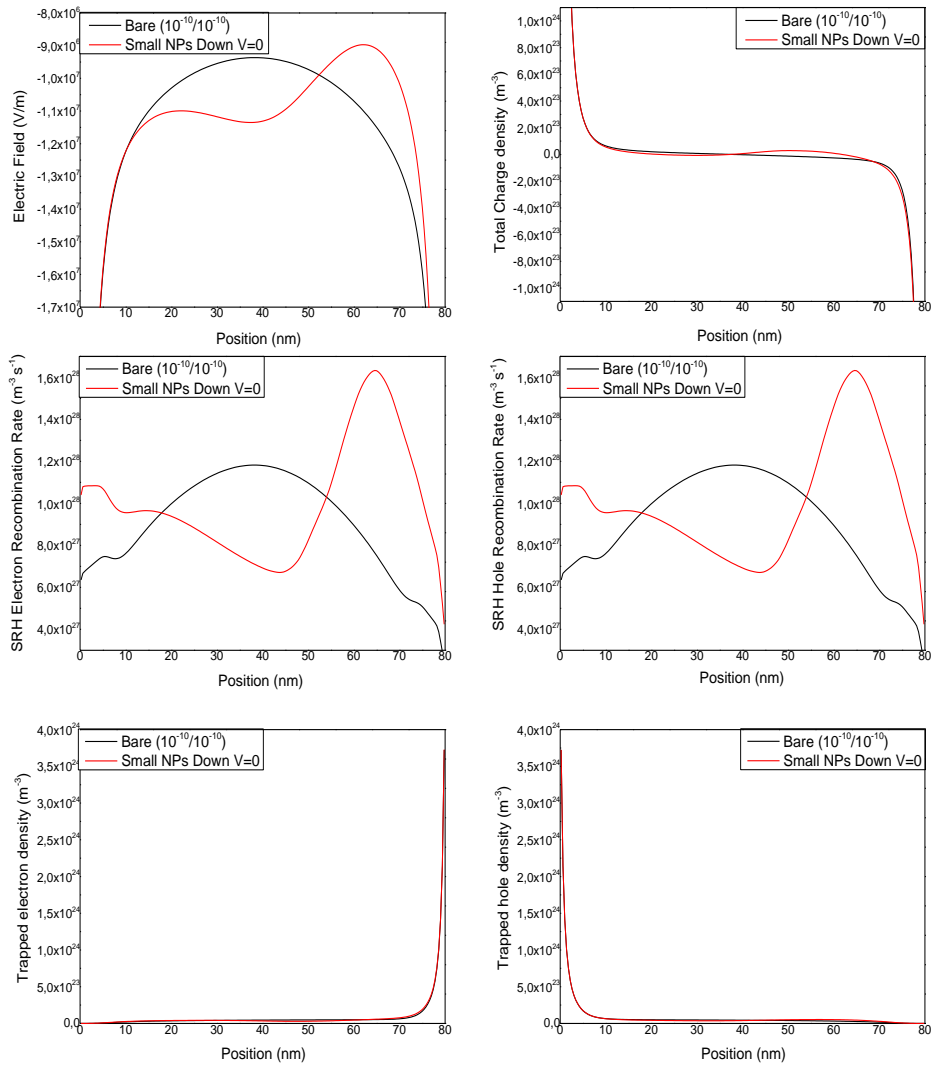 Electric Field (V/m)
-8,0x10⁶
-9,0x10⁶
-1,0x10⁷
-1,1x10⁷
-1,2x10⁷
-1,3x10⁷
-1,4x10⁷
-1,5x10⁷
-1,6x10⁷
-1,7x10⁷
Bare (10⁻¹⁰/10⁻¹⁰)
Small NPs Down V=0
0 10 20 30 40 50 60 70 80
Position (nm)
Total Charge density (m⁻³)
1,0x10²⁴
8,0x10²³
6,0x10²³
4,0x10²³
2,0x10²³
0,0
-2,0x10²³
-4,0x10²³
-6,0x10²³
-8,0x10²³
-1,0x10²⁴
Bare (10⁻¹⁰/10⁻¹⁰)
Small NPs Down V=0
0 10 20 30 40 50 60 70 80
Position (nm)
SRH Electron Recombination Rate (m⁻³ s⁻¹)
1,6x10²⁸
1,4x10²⁸
1,2x10²⁸
1,0x10²⁸
8,0x10²⁷
6,0x10²⁷
4,0x10²⁷
Bare (10⁻¹⁰/10⁻¹⁰)
Small NPs Down V=0
0 10 20 30 40 50 60 70 80
Position (nm)
SRH Hole Recombination Rate (m⁻³ s⁻¹)
1,6x10²⁸
1,4x10²⁸
1,2x10²⁸
1,0x10²⁸
8,0x10²⁷
6,0x10²⁷
4,0x10²⁷
Bare (10⁻¹⁰/10⁻¹⁰)
Small NPs Down V=0
0 10 20 30 40 50 60 70 80
Position (nm)
Trapped electron density (m⁻³)
4,0x10²⁴
3,5x10²⁴
3,0x10²⁴
2,5x10²⁴
2,0x10²⁴
1,5x10²⁴
1,0x10²⁴
5,0x10²³
0,0
Bare (10⁻¹⁰/10⁻¹⁰)
Small NPs Down V=0
0 10 20 30 40 50 60 70 80
Position (nm)
Trapped hole density (m⁻³)
4,0x10²⁴
3,5x10²⁴
3,0x10²⁴
2,5x10²⁴
2,0x10²⁴
1,5x10²⁴
1,0x10²⁴
5,0x10²³
0,0
Bare (10⁻¹⁰/10⁻¹⁰)
Small NPs Down V=0
0 10 20 30 40 50 60 70 80
Position (nm)